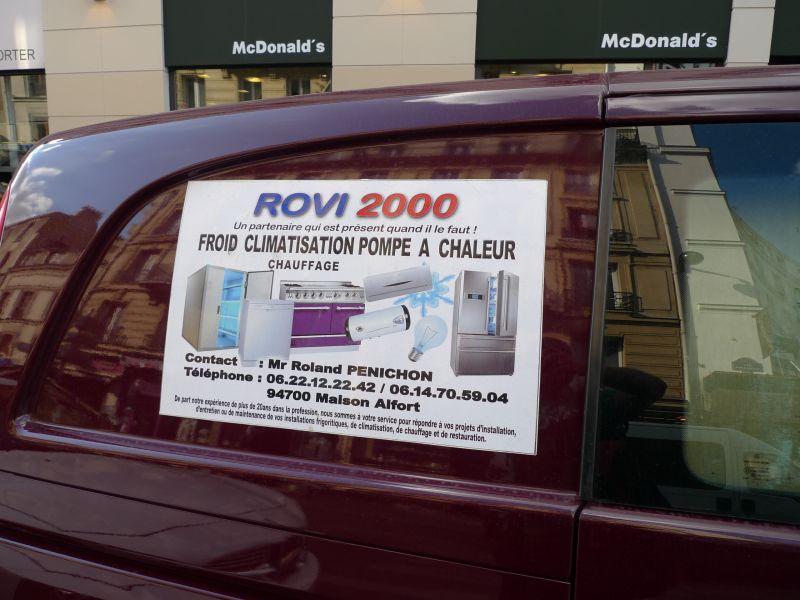 ORTER
McDonald's
McDonald's
ROVI 2000
Un partenaire qui est présent quand il le faut !
FROID CLIMATISATION POMPE A CHALEUR
CHAUFFAGE
Contact : Mr Roland PENICHON
Téléphone : 06.22.12.22.42 / 06.14.70.59.04
94700 Maison Alfort
De part notre expérience de plus de 20ans dans la profession, nous sommes à votre service pour répondre à vos projets d'installation,
d'entretien ou de maintenance de vos installations frigoritiques, de climatisation, de chauffage et de restauration.